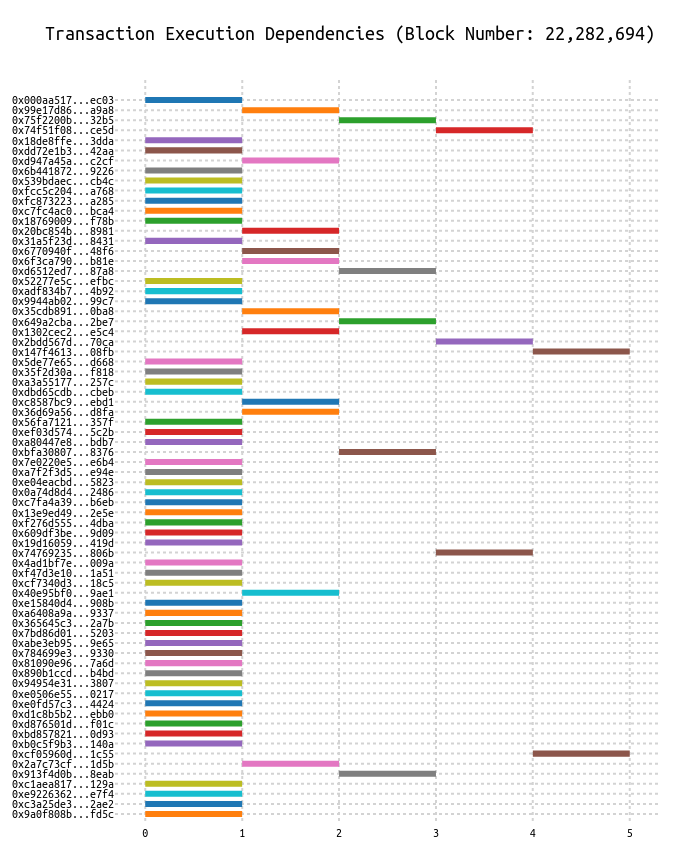 Transaction Execution Dependencies (Block Number: 22,282,694)
0x000aa517...ec03
0x99e17d86...a9a8
0x75f2200b...32b5
0x74f51f08...ce5d
0x18de8ffe...3dda
0xdd72e1b3...42aa
0xd947a45a...c2cf
0x6b441872...9226
0x539bdaec...cb4c
0xfcc5c204...a768
0xfc873223...a285
0xc7fc4ac0...bca4
0x18769009...f78b
0x20bc854b...8981
0x31a5f23d...8431
0x6770940f...48f6
0x6f3ca790...b81e
0xd6512ed7...87a8
0x52277e5c...efbc
0xadf834b7...4b92
0x9944ab02...99c7
0x35cdb891...0ba8
0x649a2cba...2be7
0x1302cec2...e5c4
0x2bdd567d...70ca
0x147f4613...08fb
0x5de77e65...d668
0x35f2d30a...f818
0xa3a55177...257c
0xdbd65cdb...cbeb
0xc8587bc9...ebd1
0x36d69a56...d8fa
0x56fa7121...357f
0xef03d574...5c2b
0xa80447e8...bdb7
0xbfa30807...8376
0x7e0220e5...e6b4
0xa7f2f3d5...e94e
0xe04eacbd...5823
0x0a74d8d4...2486
0xc7fa4a39...b6eb
0x13e9ed49...2e5e
0xf276d555...4dba
0x609df3be...9d09
0x19d16059...419d
0x74769235...806b
0x4ad1bf7e...009a
0xf47d3e10...1a51
0xcf7340d3...18c5
0x40e95bf0...9ae1
0xe15840d4...908b
0xa6408a9a...9337
0x365645c3...2a7b
0x7bd86d01...5203
0xabe3eb95...9e65
0x784699e3...9330
0x81090e96...7a6d
0x890b1ccd...b4bd
0x94954e31...3807
0xe0506e55...0217
0xe0fd57c3...4424
0xd1c8b5b2...ebb0
0xd876501d...f01c
0xbd857821...0d93
0xb0c5f9b3...140a
0xcf05960d...1c55
0x2a7c73cf...1d5b
0x913f4d0b...8eab
0xc1aea817...129a
0xe9226362...e7f4
0xc3a25de3...2ae2
0x9a0f808b...fd5c
0 1 2 3 4 5